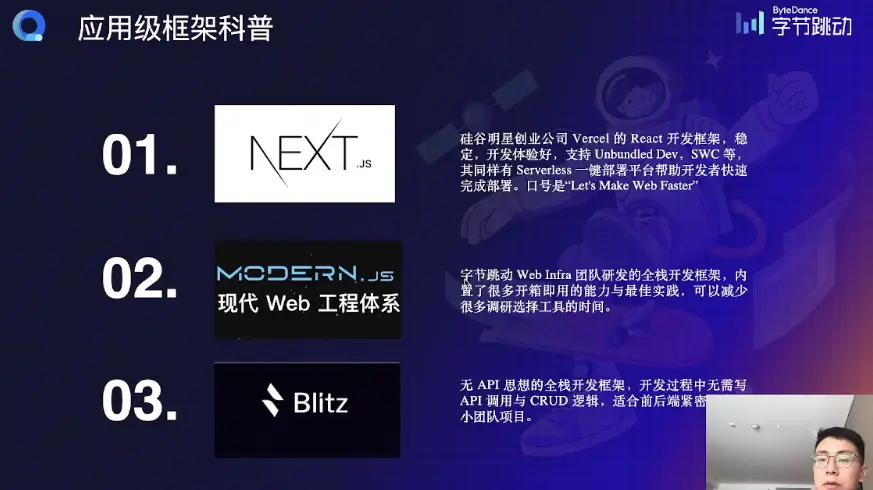 应用级框架科普
ByteDance
字节跳动
01.
NEXT.JS
硅谷明星创业公司 Vercel 的 React 开发框架，稳
定，开发体验好，支持 Unbundled Dev，SWC 等，
其同样有 Serverless 一键部署平台帮助开发者快速
完成部署。口号是“Let's Make Web Faster”
02.
MODERN.JS
现代 Web 工程体系
字节跳动 Web Infra 团队研发的全栈开发框架，内
置了很多开箱即用的能力与最佳实践，可以减少
很多调研选择工具的时间。
03.
Blitz
无 API 思想的全栈开发框架，开发过程中无需写
API 调用与 CRUD 逻辑，适合前后端紧密
小团队项目。